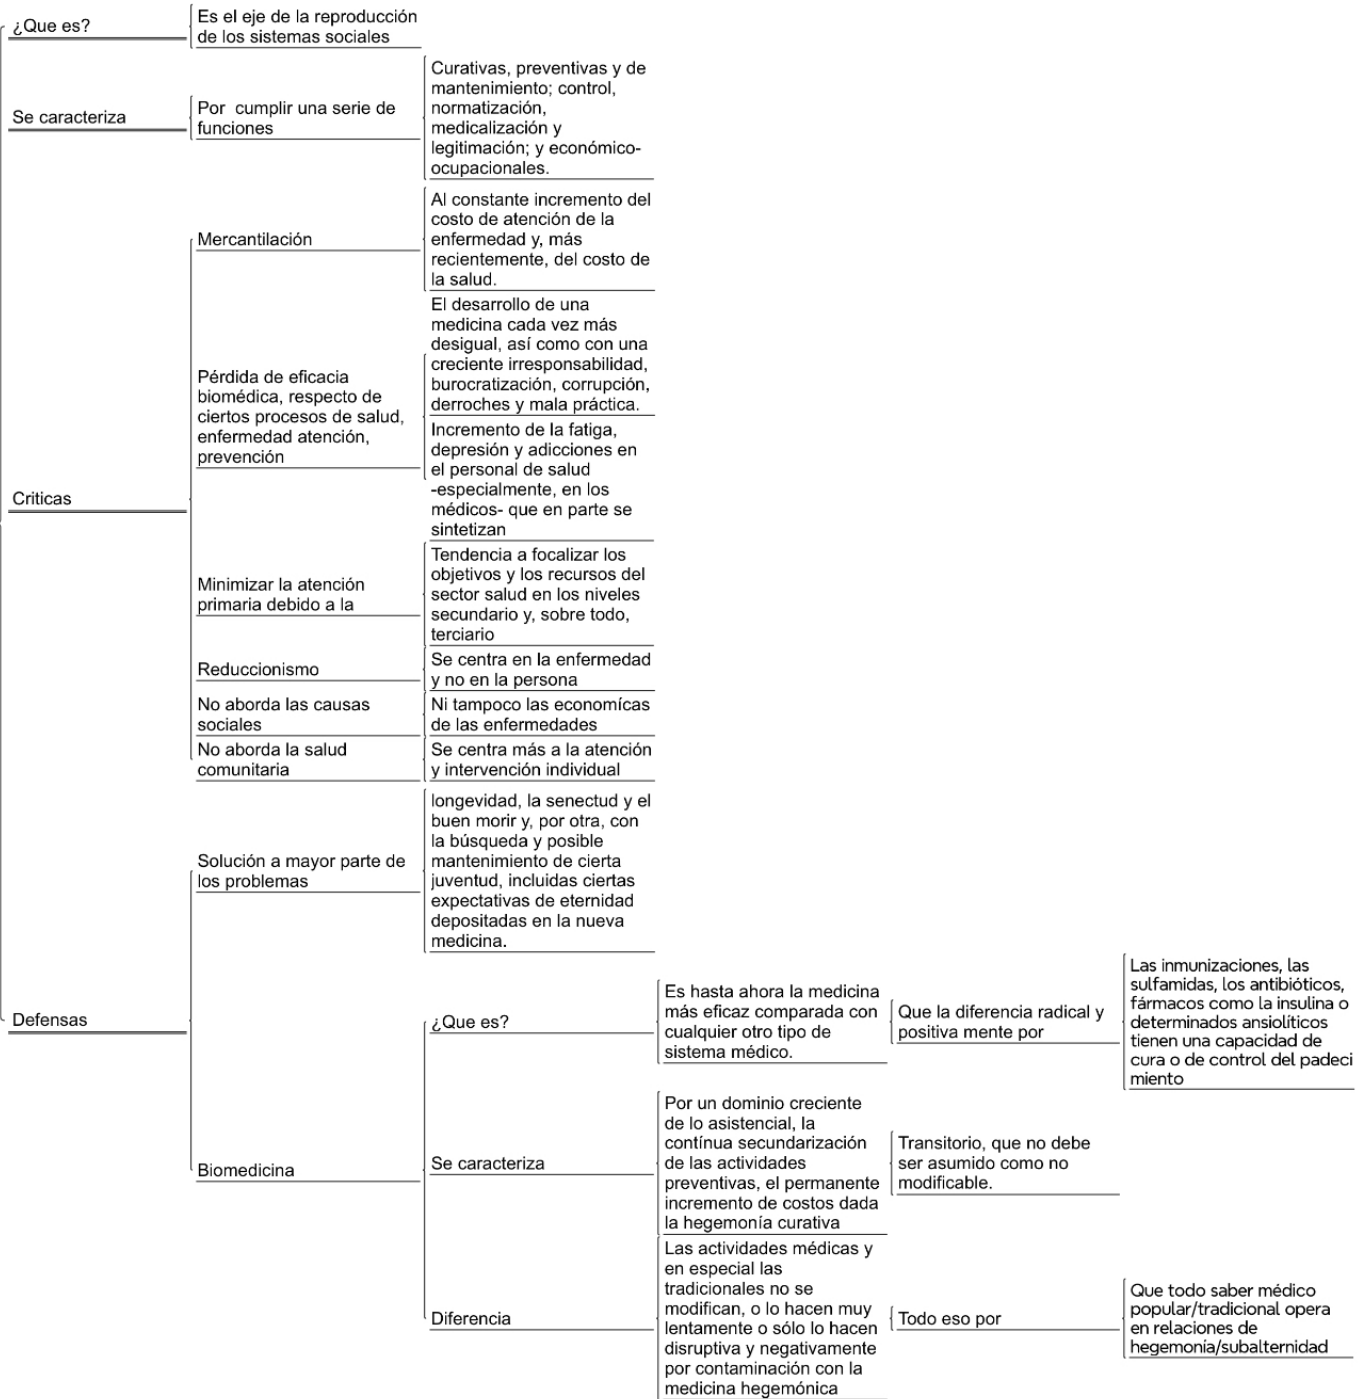 ¿Que es?
Es el eje de la reproducción
de los sistemas sociales
Se caracteriza
Por cumplir una serie de
funciones
Curativas, preventivas y de
mantenimiento; control,
normatización,
medicalización y
legitimación; y económico-
ocupacionales.
Criticas
Mercantilación
Al constante incremento del
costo de atención de la
enfermedad y, más
recientemente, del costo de
la salud.
Pérdida de eficacia
biomédica, respecto de
ciertos procesos de salud,
enfermedad atención,
prevención
El desarrollo de una
medicina cada vez más
desigual, así como con una
creciente irresponsabilidad,
burocratización, corrupción,
derroches y mala práctica.
Incremento de la fatiga,
depresión y adicciones en
el personal de salud
-especialmente, en los
médicos- que en parte se
sintetizan
Minimizar la atención
primaria debido a la
Tendencia a focalizar los
objetivos y los recursos del
sector salud en los niveles
secundario y, sobre todo,
terciario
Reduccionismo
Se centra en la enfermedad
y no en la persona
No aborda las causas
sociales
Ni tampoco las economícas
de las enfermedades
No aborda la salud
comunitaria
Se centra más a la atención
y intervención individual
Defensas
Solución a mayor parte de
los problemas
longevidad, la senectud y el
buen morir y, por otra, con
la búsqueda y posible
mantenimiento de cierta
juventud, incluidas ciertas
expectativas de eternidad
depositadas en la nueva
medicina.
Biomedicina
¿Que es?
Es hasta ahora la medicina
más eficaz comparada con
cualquier otro tipo de
sistema médico.
Que la diferencia radical y
positiva mente por
Las inmunizaciones, las
sulfamidas, los antibióticos,
fármacos como la insulina o
determinados ansiolíticos
tienen una capacidad de
cura o de control del padeci
miento
Se caracteriza
Por un dominio creciente
de lo asistencial, la
contínua secundarización
de las actividades
preventivas, el permanente
incremento de costos dada
la hegemonía curativa
Transitorio, que no debe
ser asumido como no
modificable.
Diferencia
Las actividades médicas y
en especial las
tradicionales no se
modifican, o lo hacen muy
lentamente o sólo lo hacen
disruptiva y negativamente
por contaminación con la
medicina hegemónica
Todo eso por
Que todo saber médico
popular/tradicional opera
en relaciones de
hegemonía/subalternidad